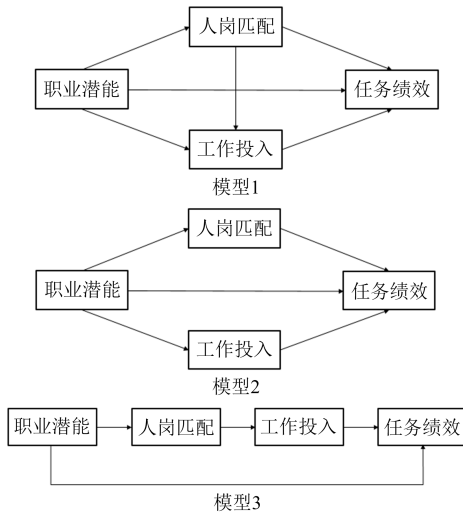 人岗匹配
职业潜能
任务绩效
工作投入
模型1
人岗匹配
职业潜能
任务绩效
工作投入
模型2
职业潜能 人岗匹配 工作投入 任务绩效
模型3